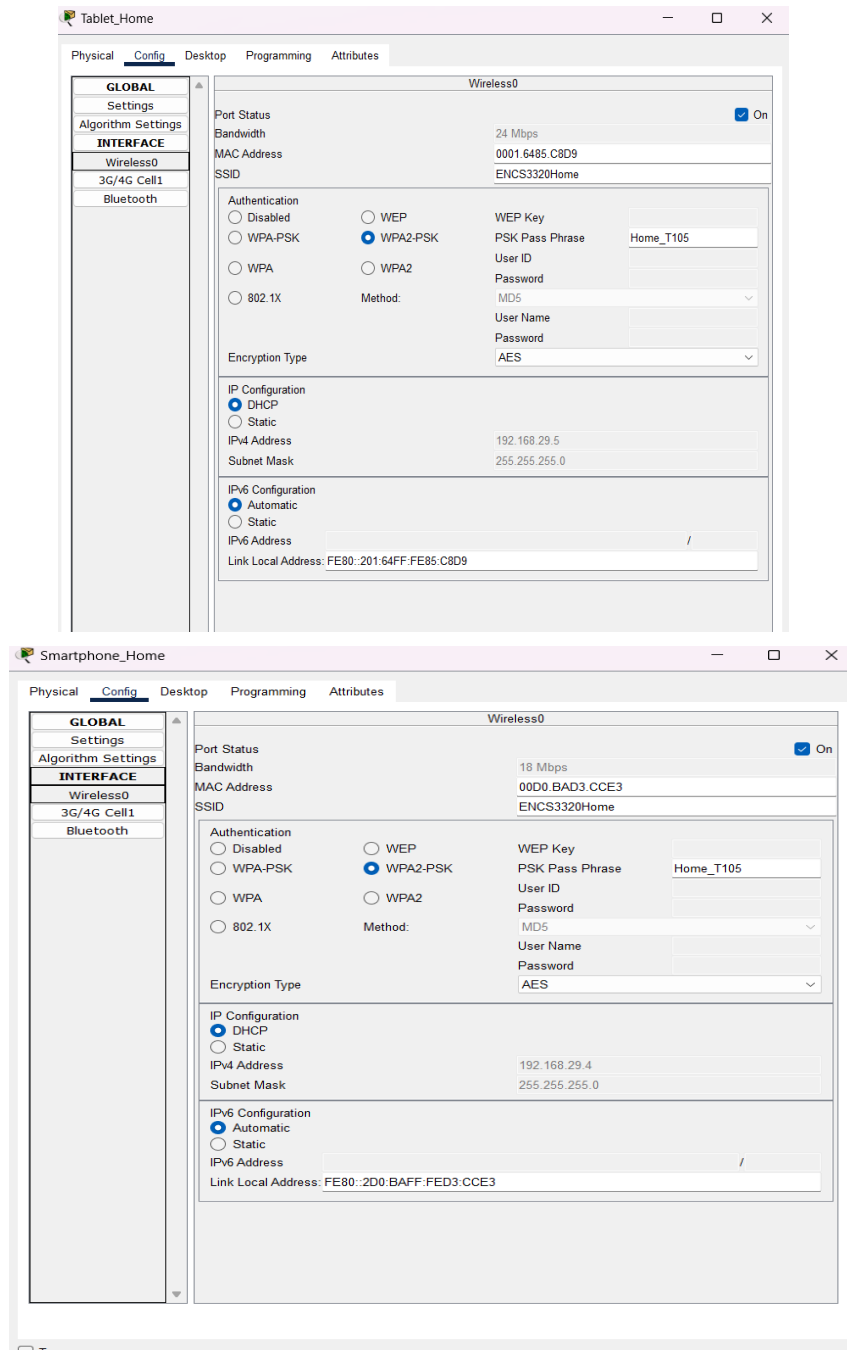 Tablet_Home
Physical Config Desktop Programming Attributes
GLOBAL
Settings
Algorithm Settings
INTERFACE
Wireless0
3G/4G Cell1
Bluetooth
Wireless0
Port Status On
Bandwidth 24 Mbps
MAC Address 0001.6485.C8D9
SSID ENCS3320Home
Authentication
Disabled WEP WEP Key
WPA-PSK WPA2-PSK PSK Pass Phrase Home_T105
User ID
WPA WPA2
Password
802.1X Method: MD5
User Name
Password
Encryption Type AES
IP Configuration
DHCP
Static
IPv4 Address 192.168.29.5
Subnet Mask 255.255.255.0
IPv6 Configuration
Automatic
Static
IPv6 Address /
Link Local Address: FE80::201:64FF:FE85:C8D9
Smartphone_Home
Physical Config Desktop Programming Attributes
GLOBAL
Settings
Algorithm Settings
INTERFACE
Wireless0
3G/4G Cell1
Bluetooth
Wireless0
Port Status On
Bandwidth 18 Mbps
MAC Address 00D0.BAD3.CCE3
SSID ENCS3320Home
Authentication
Disabled WEP WEP Key
WPA-PSK WPA2-PSK PSK Pass Phrase Home_T105
User ID
WPA WPA2
Password
802.1X Method: MD5
User Name
Password
Encryption Type AES
IP Configuration
DHCP
Static
IPv4 Address 192.168.29.4
Subnet Mask 255.255.255.0
IPv6 Configuration
Automatic
Static
IPv6 Address /
Link Local Address: FE80::2D0:BAFF:FED3:CCE3